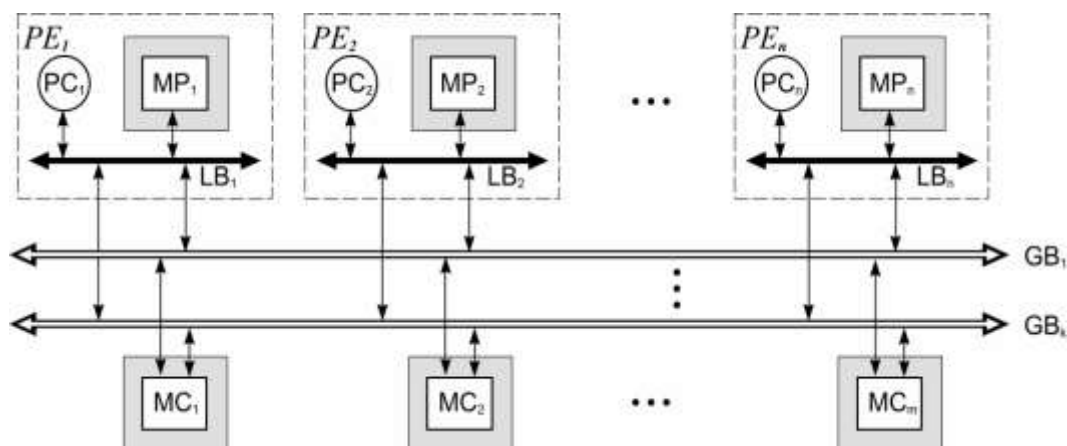 PE₁ PE₂ PEₙ
PC₁ MP₁ PC₂ MP₂ ... PCₙ MPₙ
LB₁ LB₂ LBₙ
GB₁
GBₖ
MC₁ MC₂ ... MCₘ